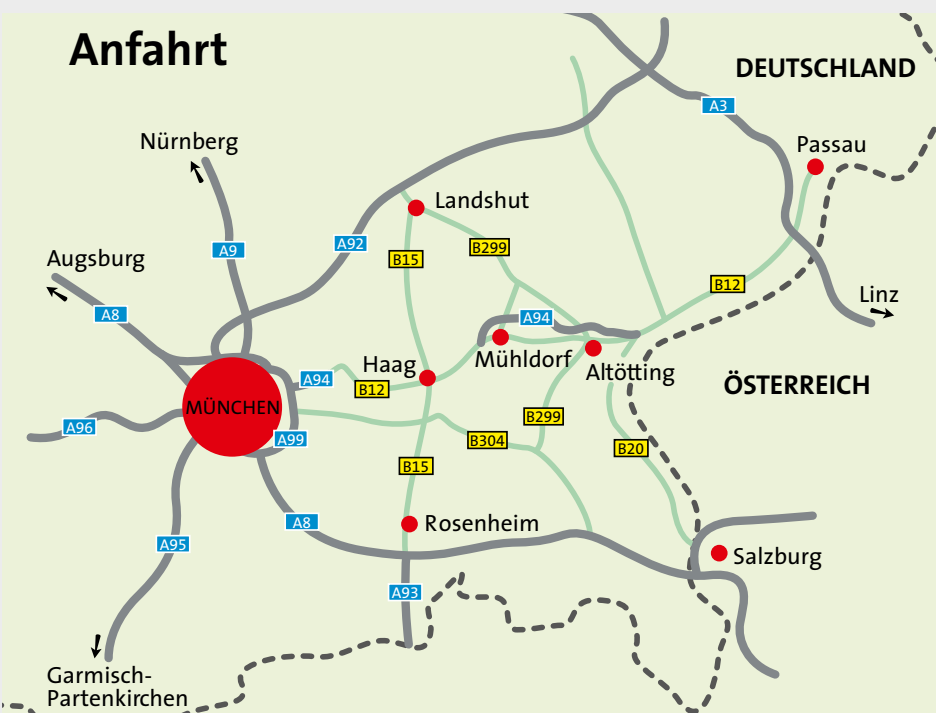 Anfahrt
DEUTSCHLAND
A3
Nürnberg
Passau
Landshut
A9
A92
B299
B15
Augsburg
B12
Linz
A8
A94
Haag
Mühldorf
Altötting
A94
B12
ÖSTERREICH
MÜNCHEN
B299
A96
A99
B304
B20
B15
A8
Rosenheim
A95
Salzburg
A93
Garmisch-
Partenkirchen